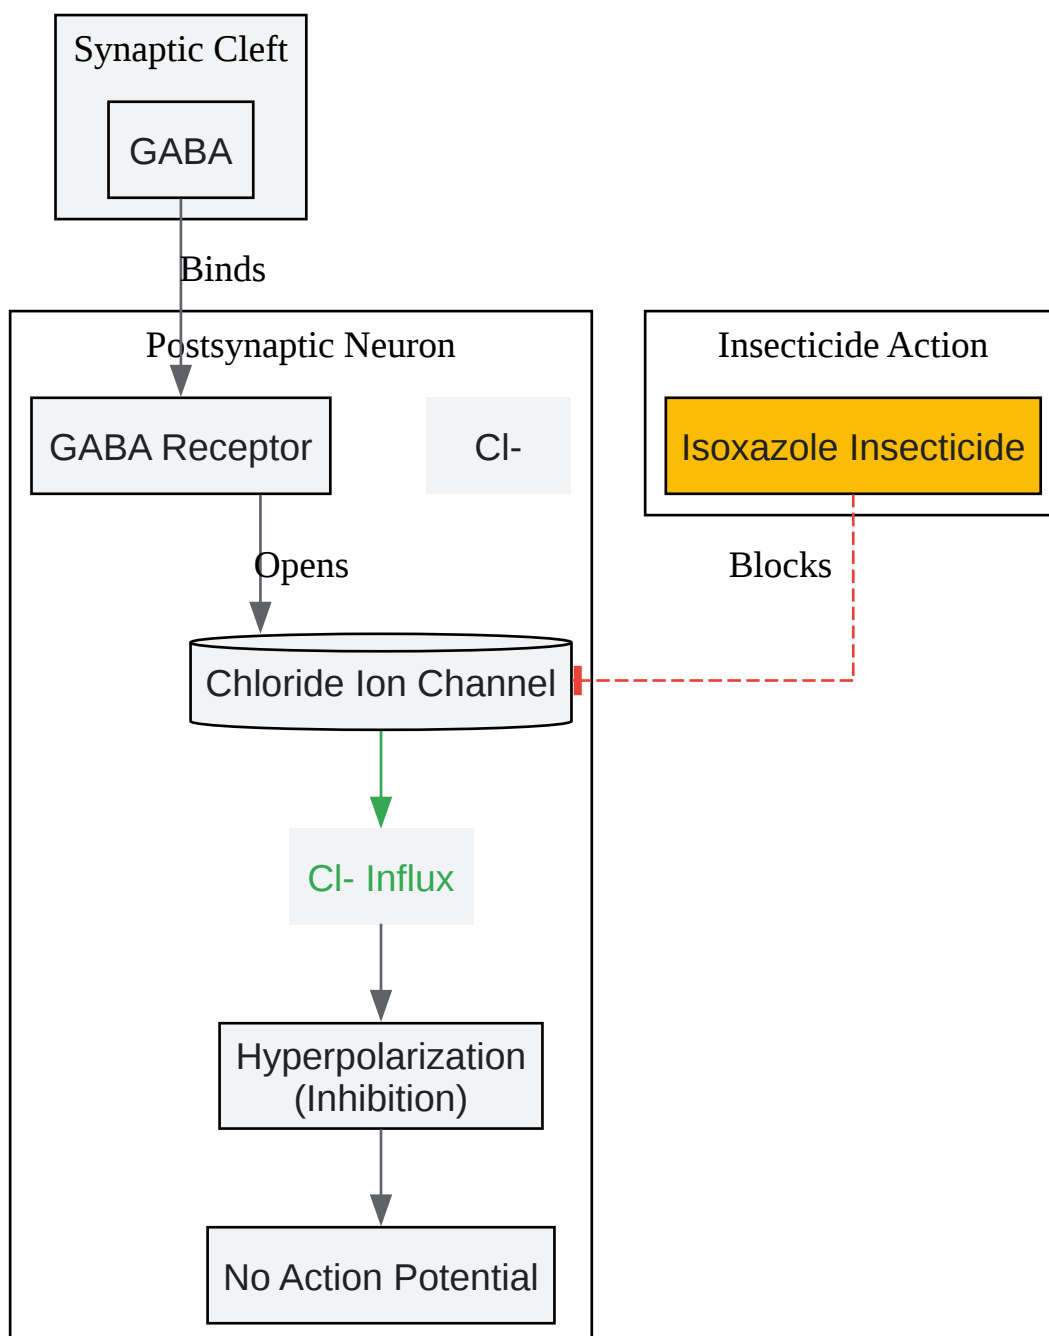 Synaptic Cleft
GABA
Binds
Postsynaptic Neuron
Insecticide Action
GABA Receptor
Cl-
Isoxazole Insecticide
Opens
Blocks
Chloride Ion Channel
Cl- Influx
Hyperpolarization
(Inhibition)
No Action Potential